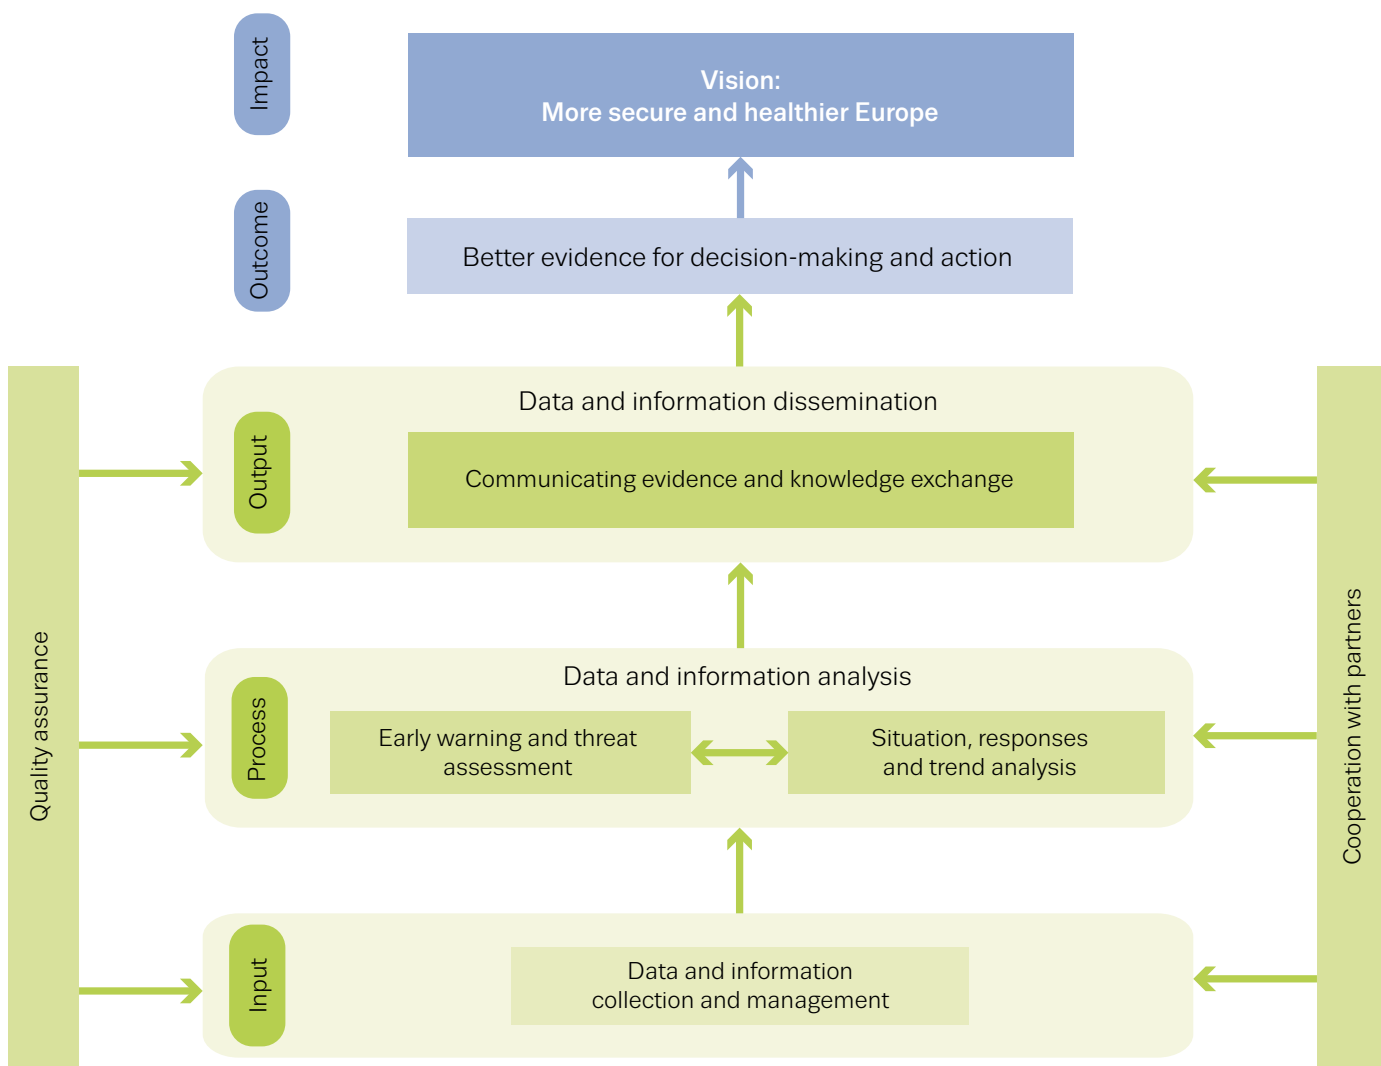 Impact
Vision:
More secure and healthier Europe
Outcome
Better evidence for decision-making and action
Data and information dissemination
Output
Communicating evidence and knowledge exchange
Quality assurance
Cooperation with partners
Data and information analysis
Process
Early warning and threat
assessment
Situation, responses
and trend analysis
Input
Data and information
collection and management